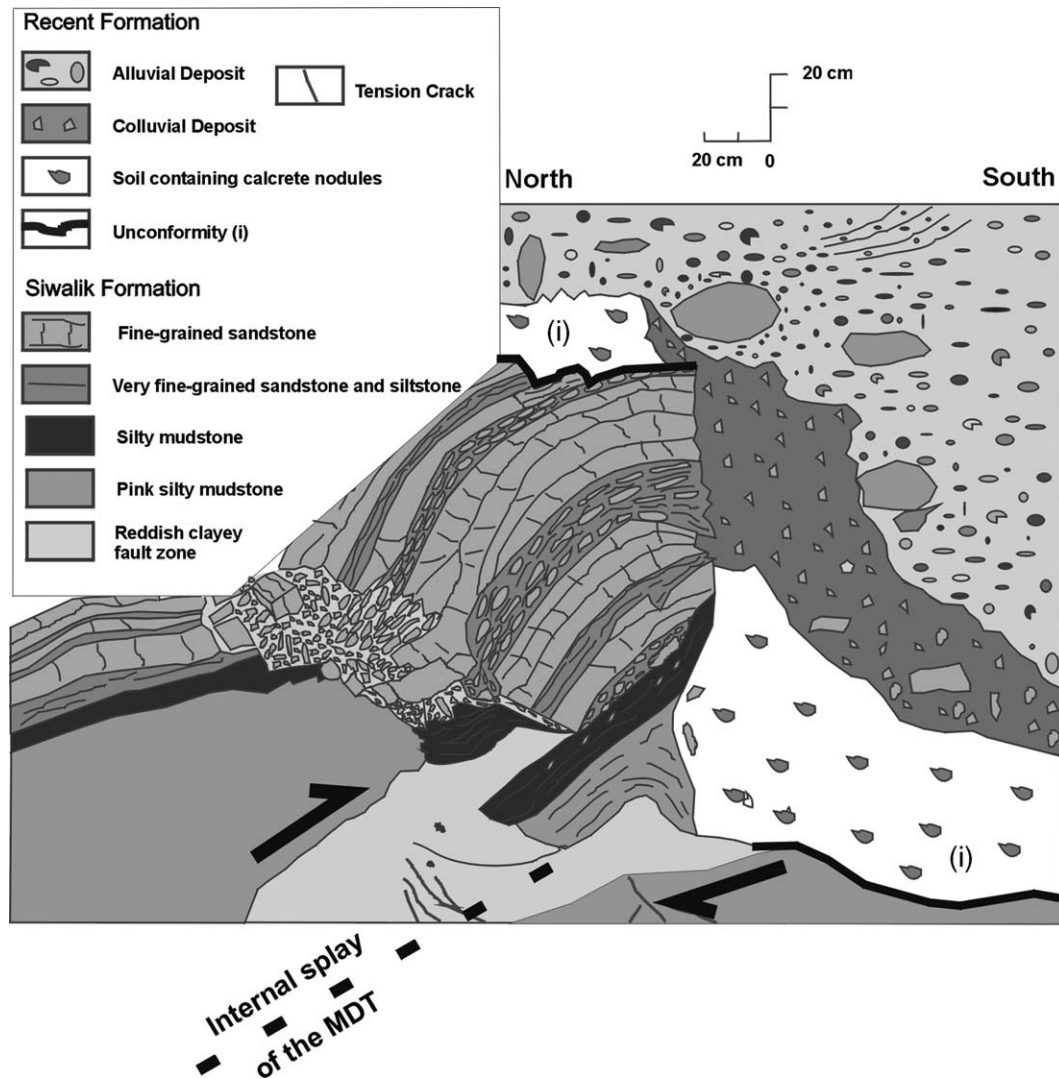 Recent Formation
Alluvial Deposit
Tension Crack
Colluvial Deposit
Soil containing calcrete nodules
Unconformity (i)
Siwalik Formation
Fine-grained sandstone
Very fine-grained sandstone and siltstone
Silty mudstone
Pink silty mudstone
Reddish clayey
fault zone
20 cm
20 cm 0
North South
(i)
(i)
Internal splay
of the MDT